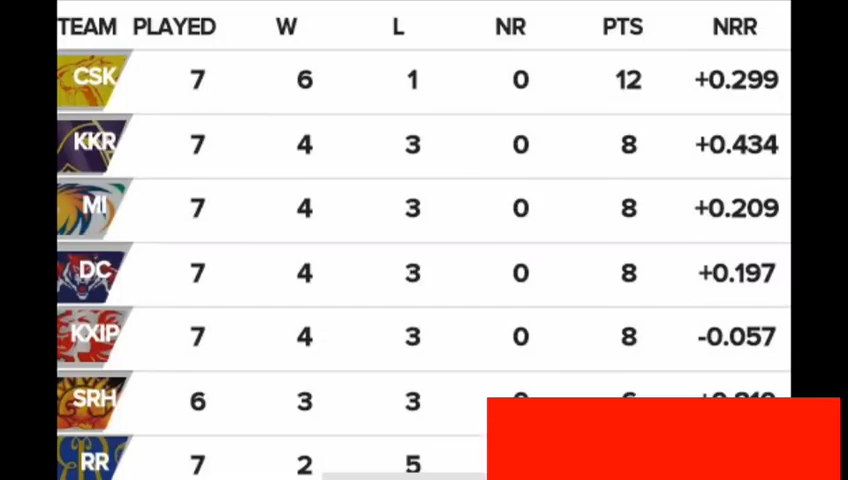 TEAM PLAYED W L NR PTS NRR
CSK 7 6 1 0 12 +0.299
KKR 7 4 3 0 8 +0.434
MI 7 4 3 0 8 +0.209
DC 7 4 3 0 8 +0.197
KXIP 7 4 3 0 8 -0.057
SRH 6 3 3
RR 7 2 5